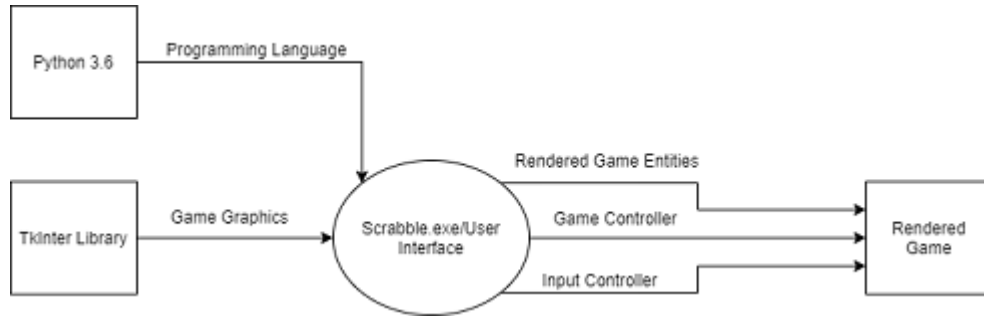 Python 3.6
Programming Language
TkInter Library
Game Graphics
Scrabble.exe/User
Interface
Rendered Game Entities
Game Controller
Input Controller
Rendered
Game